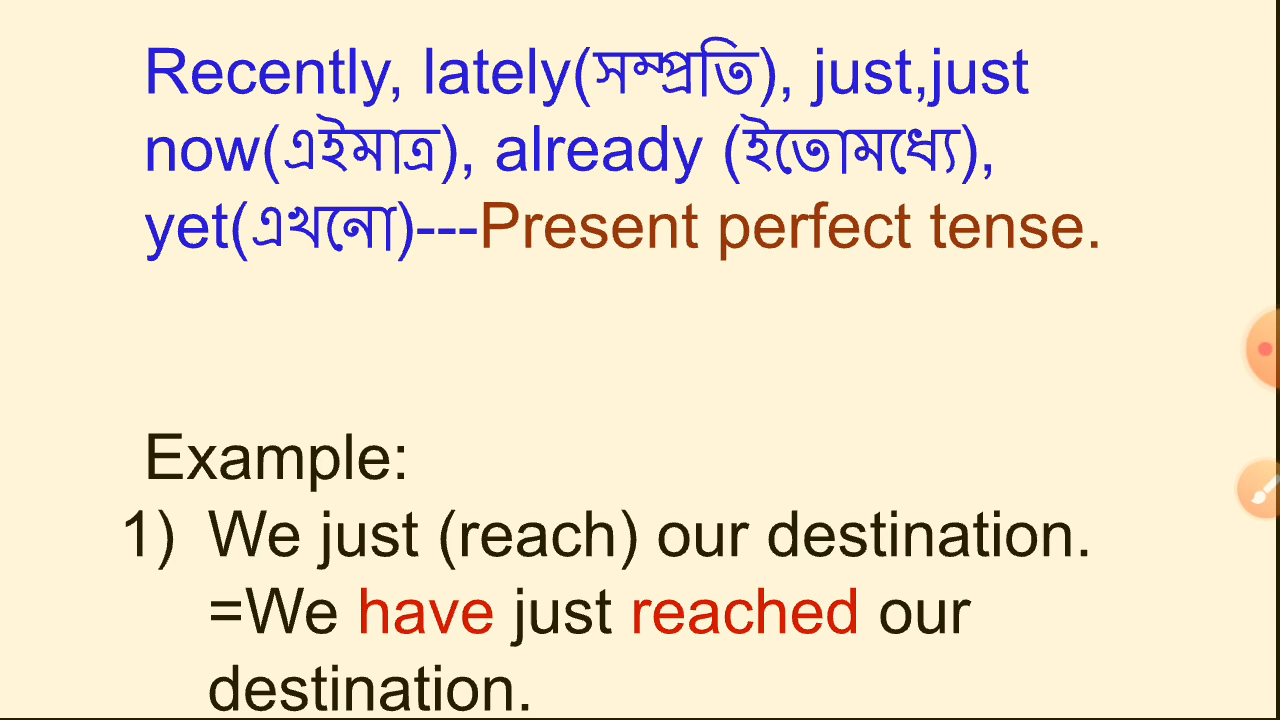 Recently, lately(সম্প্রতি), just,just
now(এইমাত্র), already (ইতোমধ্যে),
yet(এখনো)---Present perfect tense.
Example:
1) We just (reach) our destination.
=We have just reached our
destination.